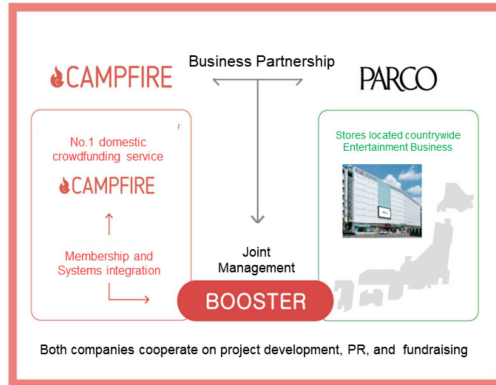 Business Partnership
CAMPFIRE
PARCO
No.1 domestic
crowdfunding service
CAMPFIRE
Membership and
Systems integration
Stores located countrywide
Entertainment Business
Joint
Management
BOOSTER
Both companies cooperate on project development, PR, and fundraising